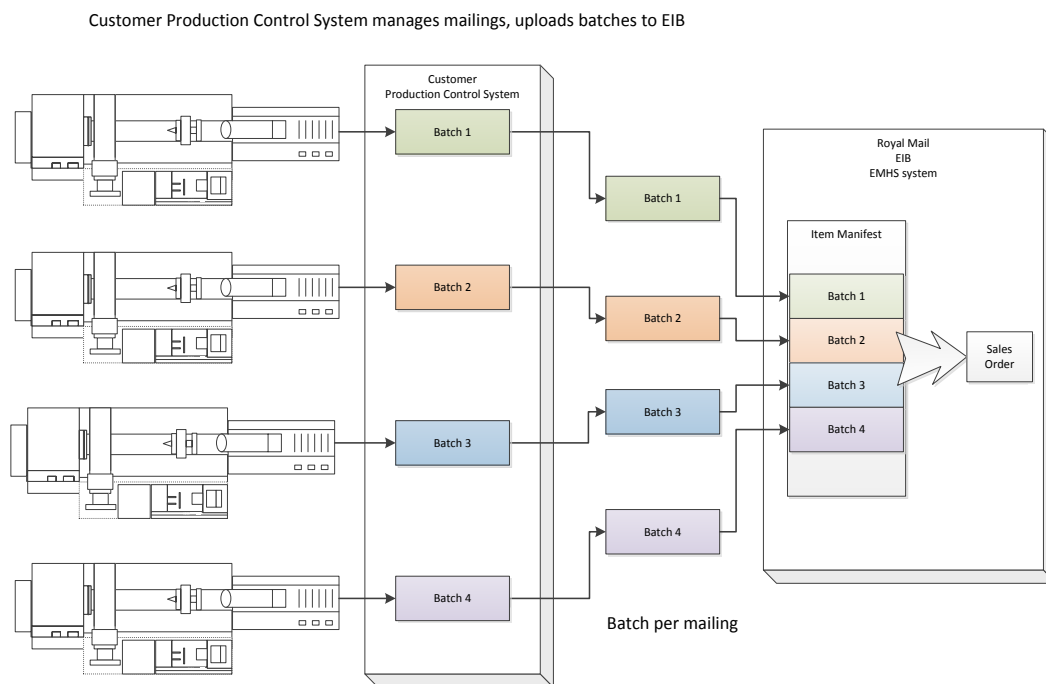 Customer Production Control System manages mailings, uploads batches to EIB
Customer
Production Control System
Batch 1
Batch 2
Batch 3
Batch 4
Batch 1
Batch 2
Batch 3
Batch 4
Batch per mailing
Royal Mail
EIB
EMHS system
Item Manifest
Batch 1
Batch 2
Batch 3
Batch 4
Sales
Order